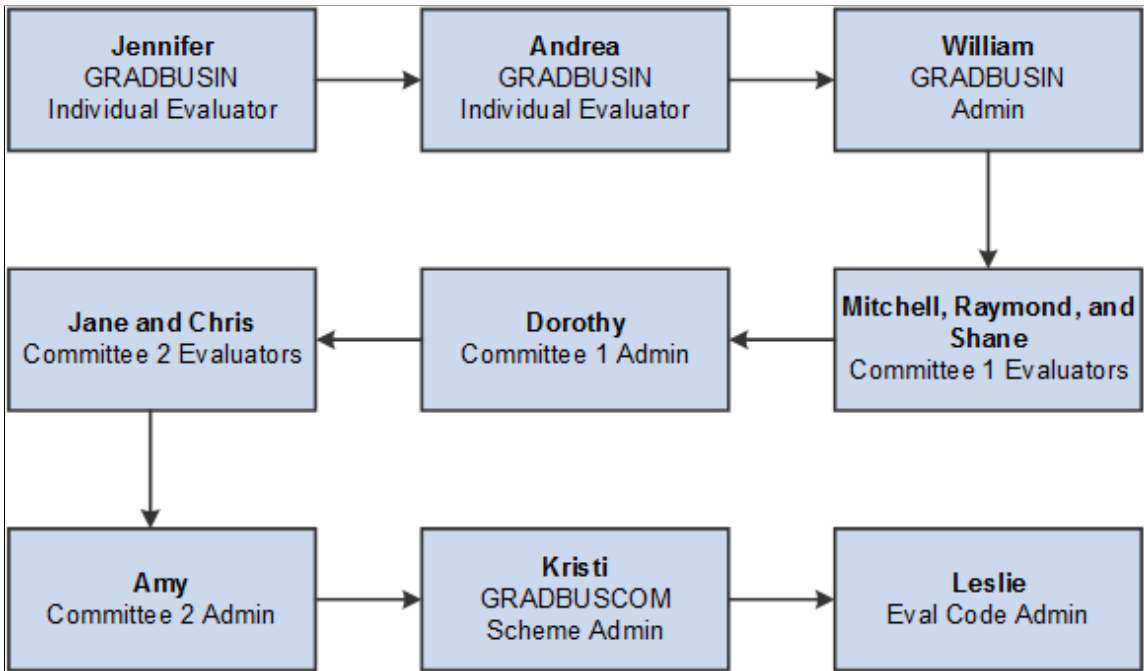 Jennifer
GRADBUSIN
Individual Evaluator
Andrea
GRADBUSIN
Individual Evaluator
William
GRADBUSIN
Admin
Jane and Chris
Committee 2 Evaluators
Dorothy
Committee 1 Admin
Mitchell, Raymond, and
Shane
Committee 1 Evaluators
Amy
Committee 2 Admin
Kristi
GRADBUSCOM
Scheme Admin
Leslie
Eval Code Admin